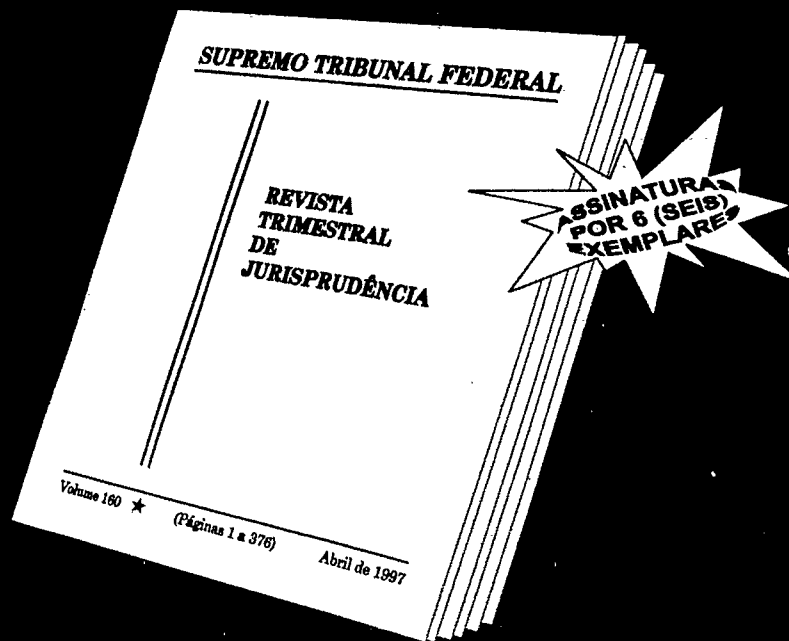 SUPREMO TRIBUNAL FEDERAL
REVISTA
TRIMESTRAL
DE
JURISPRUDÊNCIA
ASSINATURA
POR 6 (SEIS)
EXEMPLARES
Volume 160 ★ (Páginas 1 a 376) Abril de 1997